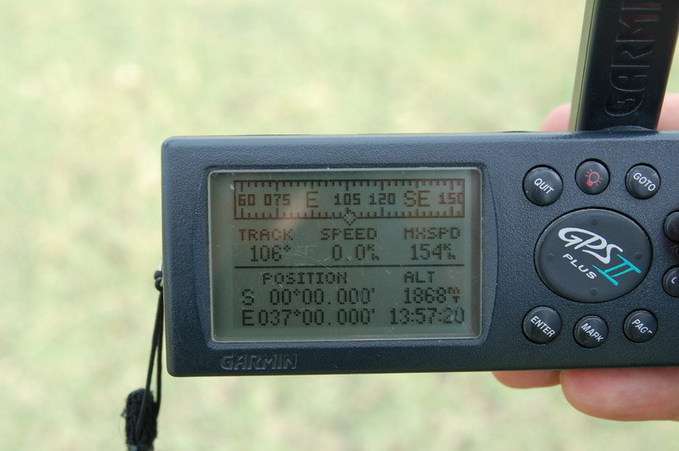 GARMIN
60 075 E 105 120 SE 150
TRACK SPEED MXSPD
106° 0.0 K/h 154 K/h
POSITION ALT
S 00°00.000' 1868 m/T
E037°00.000' 13:57:20
GARMIN
QUIT
GOTO
GPS II
PLUS
ENTER
MARK
PAG